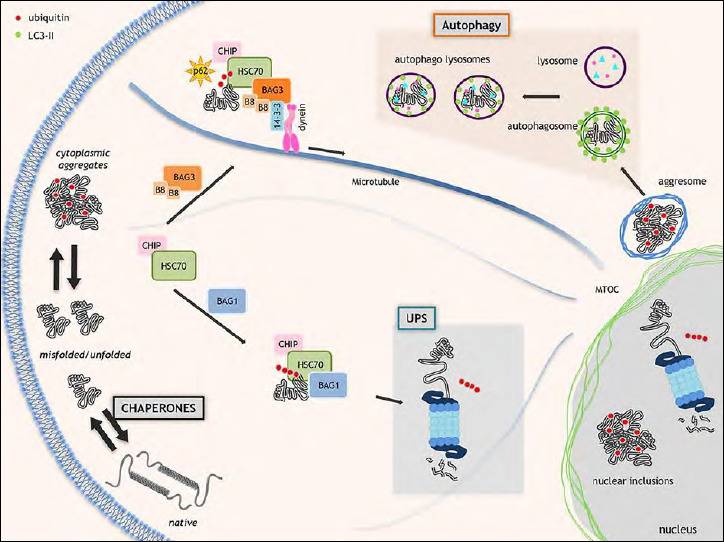 ubiquitin
LC3-II
Autophagy
autophago lysosomes
lysosome
autophagosome
CHIP
p62
HSC70
BAG3
B8
B8
14-3-3
dynein
Microtubule
aggresome
cytoplasmic
aggregates
BAG3
B8
B8
CHIP
HSC70
MTOC
BAG1
UPS
misfolded/unfolded
CHIP
HSC70
BAG1
CHAPERONES
native
nuclear inclusions
nucleus